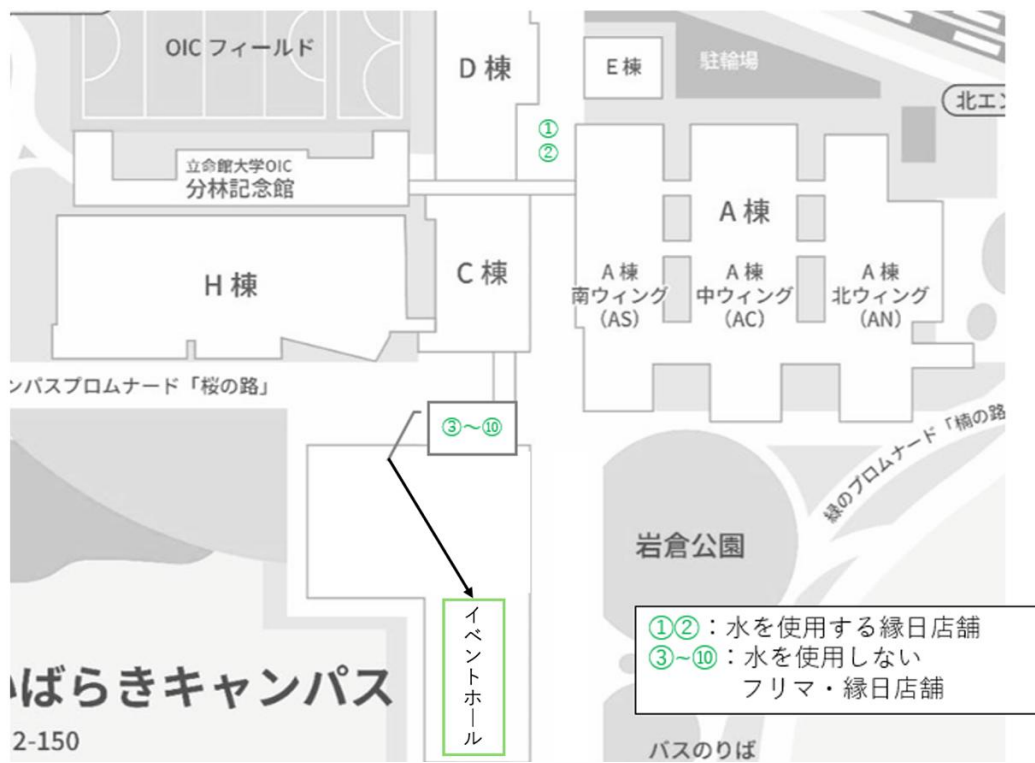 OIC フィールド
D 棟
E 棟
駐輪場
北エン
①
②
立命館大学OIC
分林記念館
A 棟
H 棟
C 棟
A 棟
南ウィング
(AS)
A 棟
中ウィング
(AC)
A 棟
北ウィング
(AN)
ンパスプロムナード「桜の路」
③～⑩
緑のプロムナード「楠の路
岩倉公園
イベントホール
①②：水を使用する縁日店舗
③~⑩：水を使用しない
フリマ・縁日店舗
いばらきキャンパス
2-150
バスのりば